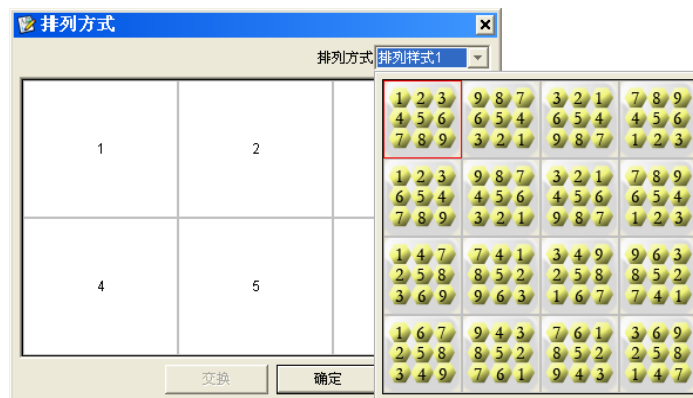 排列方式
排列方式 排列样式1
1 2
4 5
交换 确定
1 2 3 9 8 7 3 2 1 7 8 9
4 5 6 6 5 4 6 5 4 4 5 6
7 8 9 3 2 1 9 8 7 1 2 3
1 2 3 9 8 7 3 2 1 7 8 9
6 5 4 4 5 6 4 5 6 6 5 4
7 8 9 3 2 1 9 8 7 1 2 3
1 4 7 7 4 1 3 4 9 9 6 3
2 5 8 8 5 2 2 5 8 8 5 2
3 6 9 9 6 3 1 6 7 7 4 1
1 6 7 9 4 3 7 6 1 3 6 9
2 5 8 8 5 2 8 5 2 2 5 8
3 4 9 7 6 1 9 4 3 1 4 7